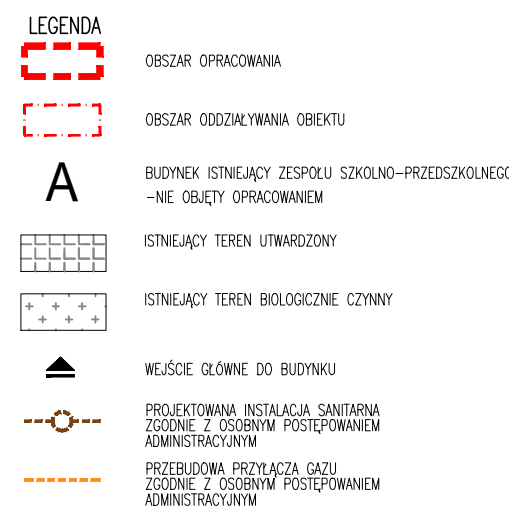 LEGENDA
OBSZAR OPRACOWANIA
OBSZAR ODDZIAŁYWANIA OBIEKTU
A
BUDYNEK ISTNIEJĄCY ZESPOŁU SZKOLNO-PRZEDSZKOLNEGO
-NIE OBJĘTY OPRACOWANIEM
ISTNIEJĄCY TEREN UTWARDZONY
ISTNIEJĄCY TEREN BIOLOGICZNIE CZYNNY
WEJŚCIE GŁÓWNE DO BUDYNKU
PROJEKTOWANA INSTALACJA SANITARNA
ZGODNIE Z OSOBNYM POSTĘPOWANIEM
ADMINISTRACYJNYM
PRZEBUDOWA PRZYŁĄCZA GAZU
ZGODNIE Z OSOBNYM POSTĘPOWANIEM
ADMINISTRACYJNYM